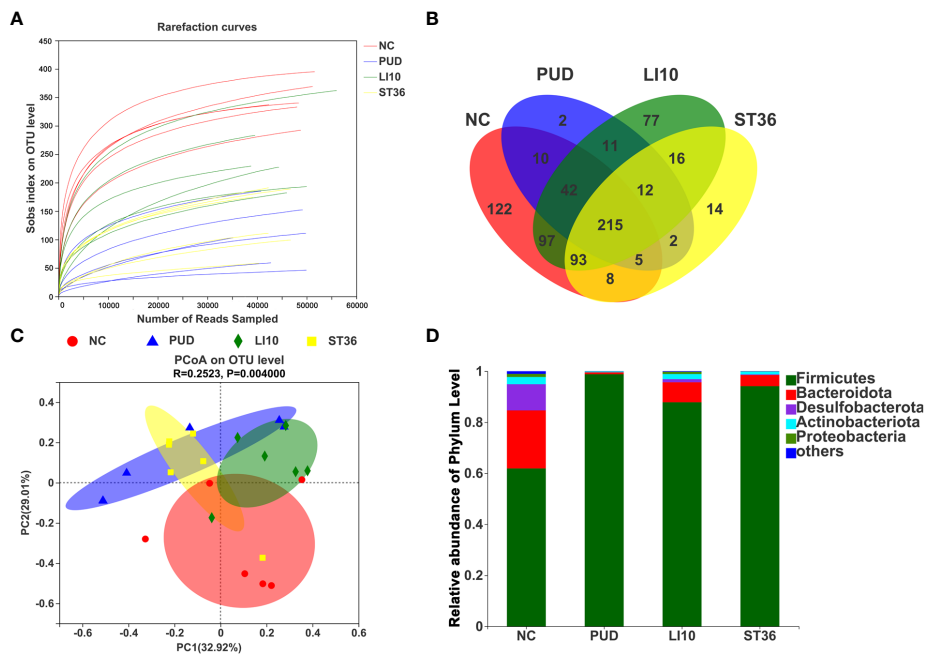 A
Rarefaction curves
450
400
350
300
250
200
150
100
50
0
Sobs index on OTU level
0 10000 20000 30000 40000 50000 60000
Number of Reads Sampled
NC
PUD
LI10
ST36
B
NC PUD LI10 ST36
2 77
10 11 16
122 42 12 14
215
97 93 5 2
8
C
NC PUD LI10 ST36
PCoA on OTU level
R=0.2523, P=0.004000
0.4
0.2
0
-0.2
-0.4
-0.6
PC2(29.01%)
-0.6 -0.4 -0.2 0 0.2 0.4 0.6
PC1(32.92%)
D
Relative abundance of Phylum Level
1
0.8
0.6
0.4
0.2
0
NC PUD LI10 ST36
Firmicutes
Bacteroidota
Desulfobacterota
Actinobacteriota
Proteobacteria
others